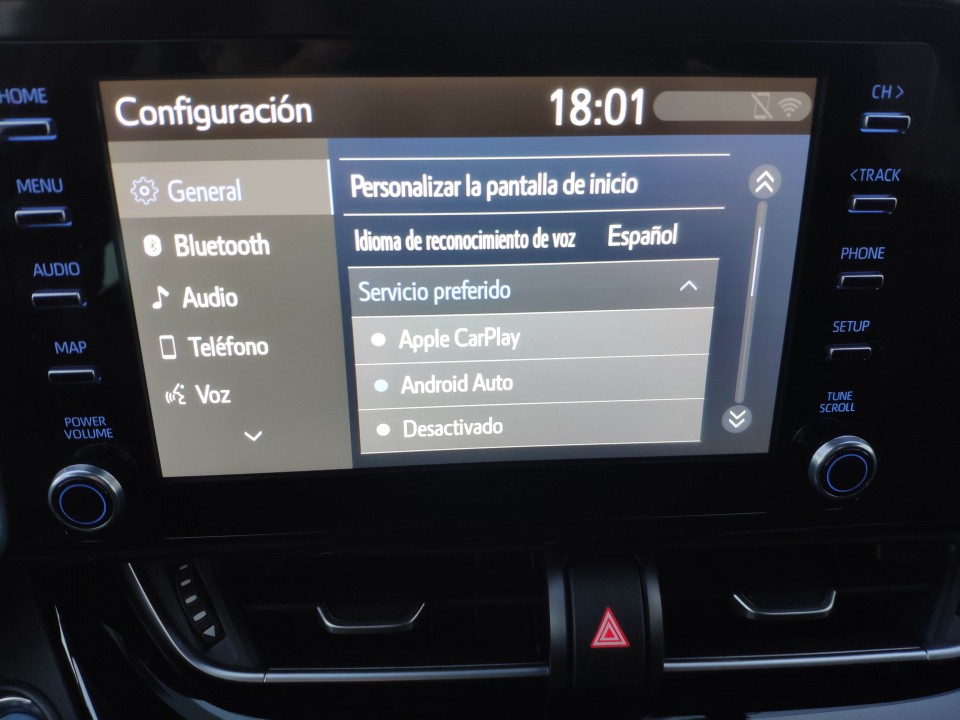 HOME
MENU
AUDIO
MAP
POWER
VOLUME
Configuración
18:01
General
Bluetooth
Audio
Teléfono
Voz
Personalizar la pantalla de inicio
Idioma de reconocimiento de voz Español
Servicio preferido
Apple CarPlay
Android Auto
Desactivado
CH >
< TRACK
PHONE
SETUP
TUNE
SCROLL